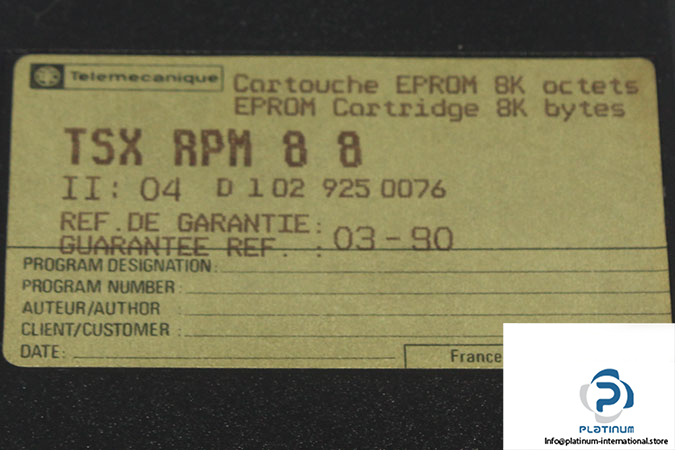 Telemecanique
Cartouche EPROM 8K octets
EPROM Cartridge 8K bytes
TSX RPM 8 8
II: 04 D 1 02 925 0076
REF. DE GARANTIE:
GUARANTEE REF. : 03-90
PROGRAM DESIGNATION:
PROGRAM NUMBER:
AUTEUR/AUTHOR :
CLIENT/CUSTOMER :
DATE:
France
PLATINUM
Info@platinum-international.store